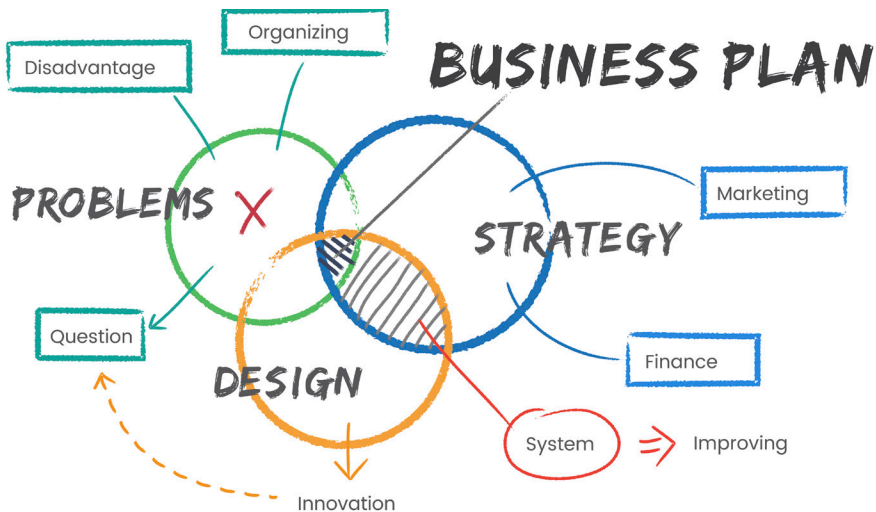 Organizing
BUSINESS PLAN
Disadvantage
PROBLEMS
Marketing
STRATEGY
Question
Finance
DESIGN
System
Improving
Innovation